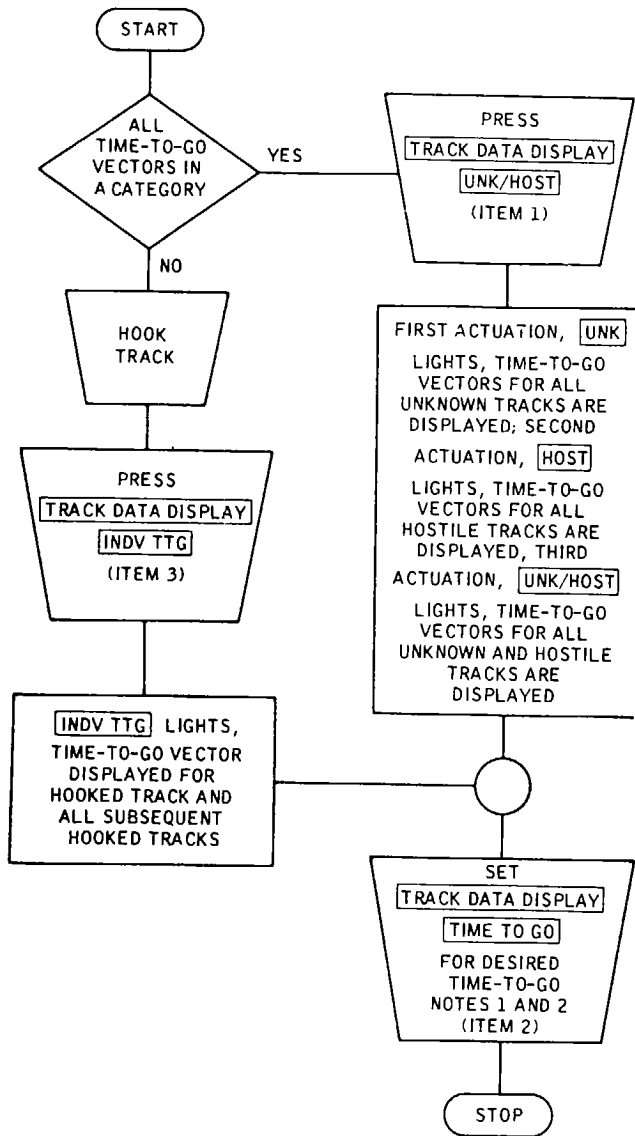 START
ALL
TIME-TO-GO
VECTORS IN
A CATEGORY
YES
NO
PRESS
TRACK DATA DISPLAY
UNK/HOST
(ITEM 1)
FIRST ACTUATION, UNK
LIGHTS, TIME-TO-GO
VECTORS FOR ALL
UNKNOWN TRACKS ARE
DISPLAYED; SECOND
ACTUATION, HOST
LIGHTS, TIME-TO-GO
VECTORS FOR ALL
HOSTILE TRACKS ARE
DISPLAYED, THIRD
ACTUATION, UNK/HOST
LIGHTS, TIME-TO-GO
VECTORS FOR ALL
UNKNOWN AND HOSTILE
TRACKS ARE
DISPLAYED
HOOK
TRACK
PRESS
TRACK DATA DISPLAY
INDV TTG
(ITEM 3)
INDV TTG LIGHTS,
TIME-TO-GO VECTOR
DISPLAYED FOR
HOOKED TRACK AND
ALL SUBSEQUENT
HOOKED TRACKS
SET
TRACK DATA DISPLAY
TIME TO GO
FOR DESIRED
TIME-TO-GO
NOTES 1 AND 2
(ITEM 2)
STOP